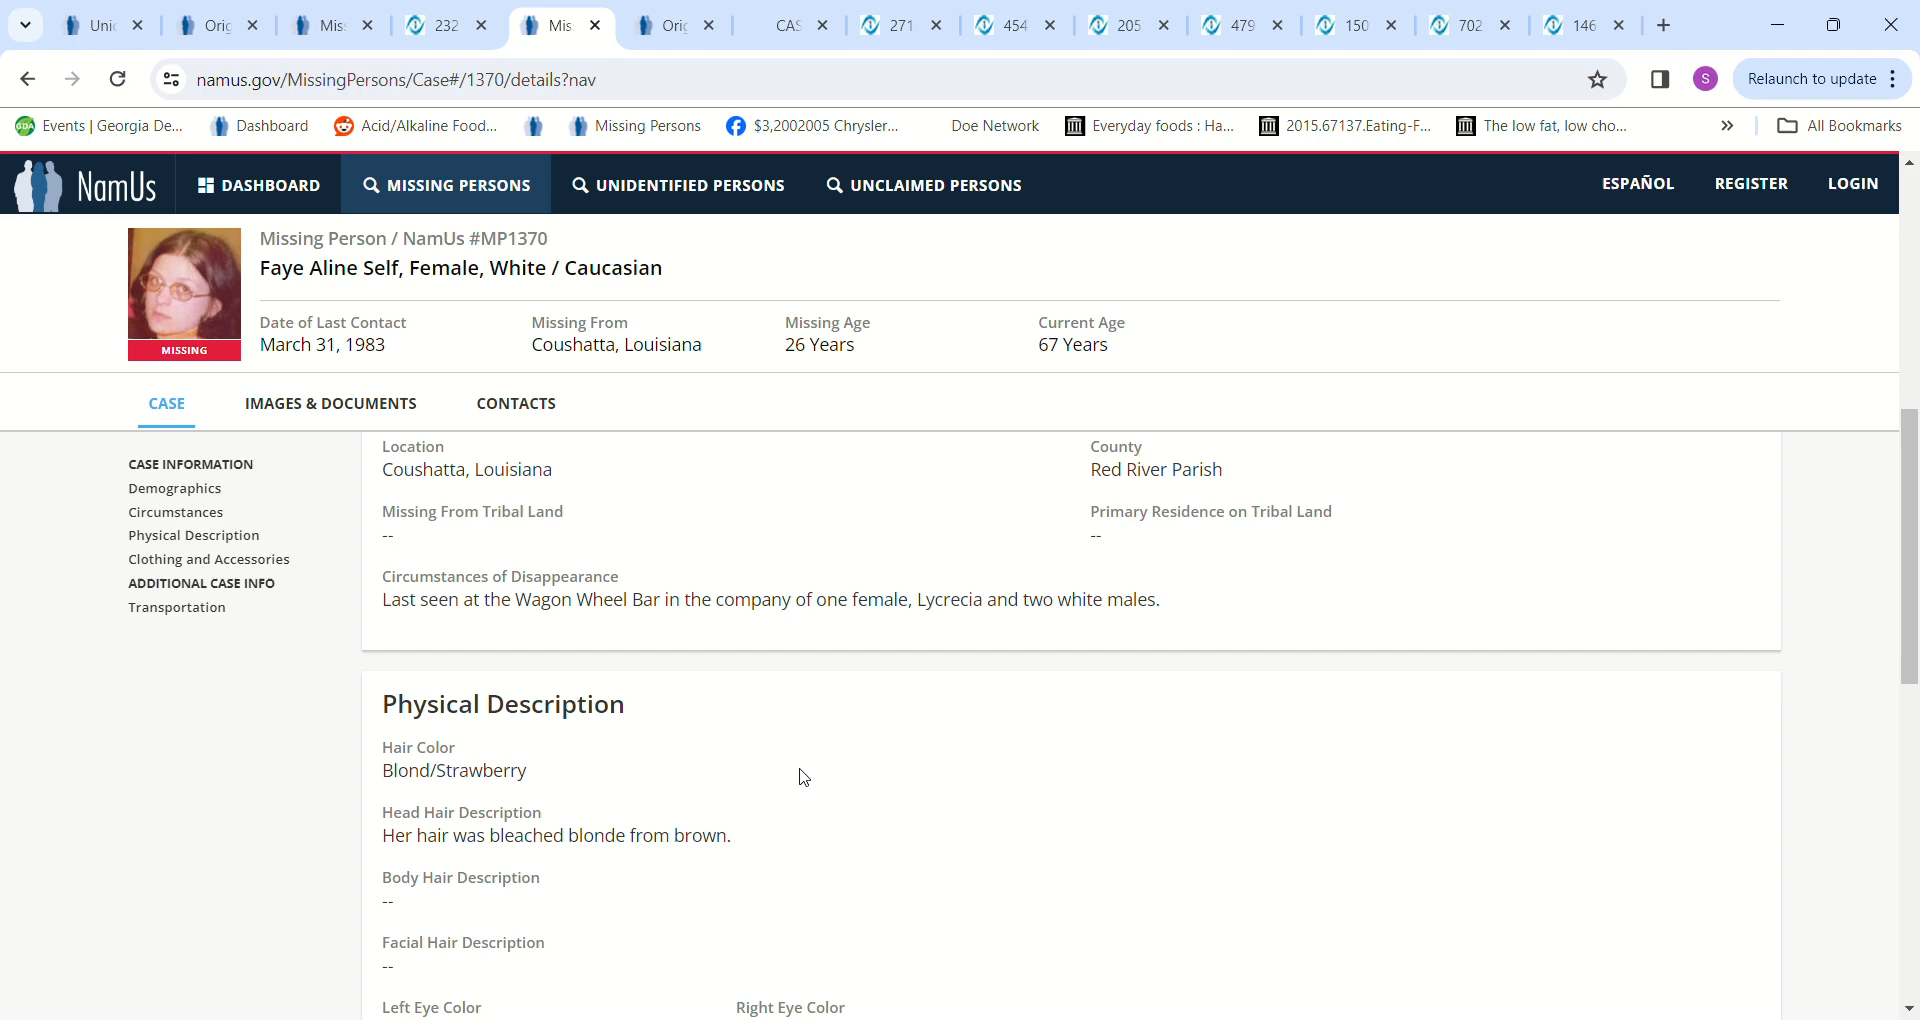 Unic
Orig
Mis
232
Mis
Orig
CAS
271
454
205
479
150
702
146
namus.gov/MissingPersons/Case#/1370/details?nav
S
Relaunch to update
GDA
Events | Georgia De...
Dashboard
Acid/Alkaline Food...
Missing Persons
$3,2002005 Chrysler...
Doe Network
Everyday foods : Ha...
2015.67137.Eating-F...
The low fat, low cho...
»
All Bookmarks
NamUs
DASHBOARD
MISSING PERSONS
UNIDENTIFIED PERSONS
UNCLAIMED PERSONS
ESPAÑOL
REGISTER
LOGIN
MISSING
Missing Person / NamUs #MP1370
Faye Aline Self, Female, White / Caucasian
Date of Last Contact
March 31, 1983
Missing From
Coushatta, Louisiana
Missing Age
26 Years
Current Age
67 Years
CASE
IMAGES & DOCUMENTS
CONTACTS
CASE INFORMATION
Demographics
Circumstances
Physical Description
Clothing and Accessories
ADDITIONAL CASE INFO
Transportation
Location
Coushatta, Louisiana
County
Red River Parish
Missing From Tribal Land
--
Primary Residence on Tribal Land
--
Circumstances of Disappearance
Last seen at the Wagon Wheel Bar in the company of one female, Lycrecia and two white males.
Physical Description
Hair Color
Blond/Strawberry
Head Hair Description
Her hair was bleached blonde from brown.
Body Hair Description
--
Facial Hair Description
--
Left Eye Color
Right Eye Color